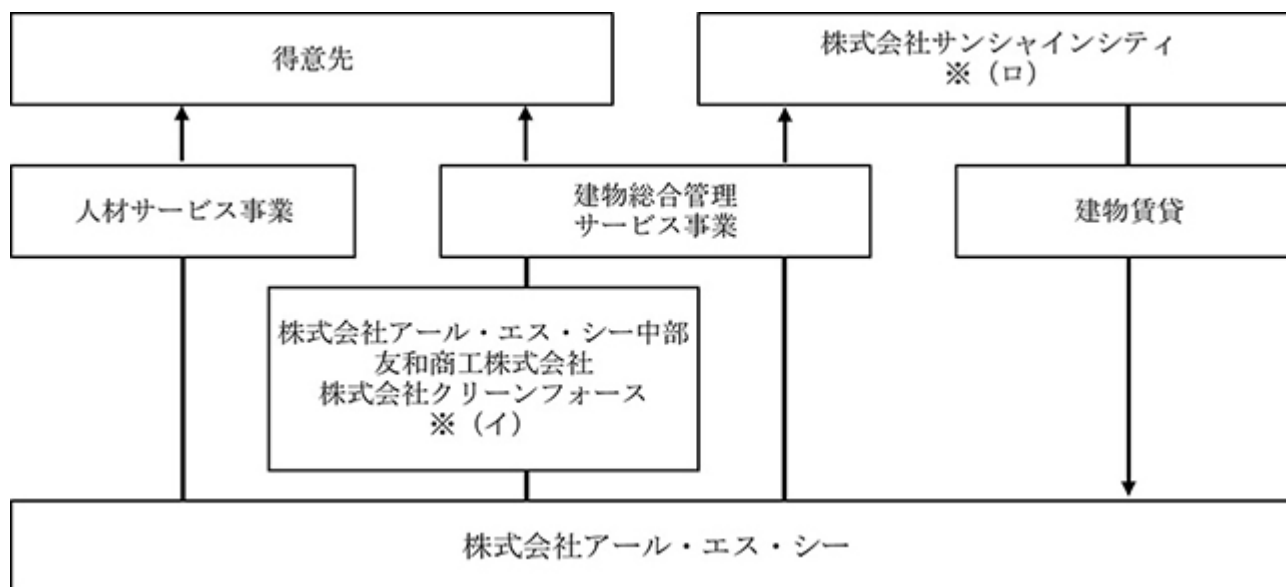 得意先
株式会社サンシャインシティ
※（ロ）
人材サービス事業
建物総合管理
サービス事業
建物賃貸
株式会社アール・エス・シー中部
友和商工株式会社
株式会社クリーンフォース
※（イ）
株式会社アール・エス・シー